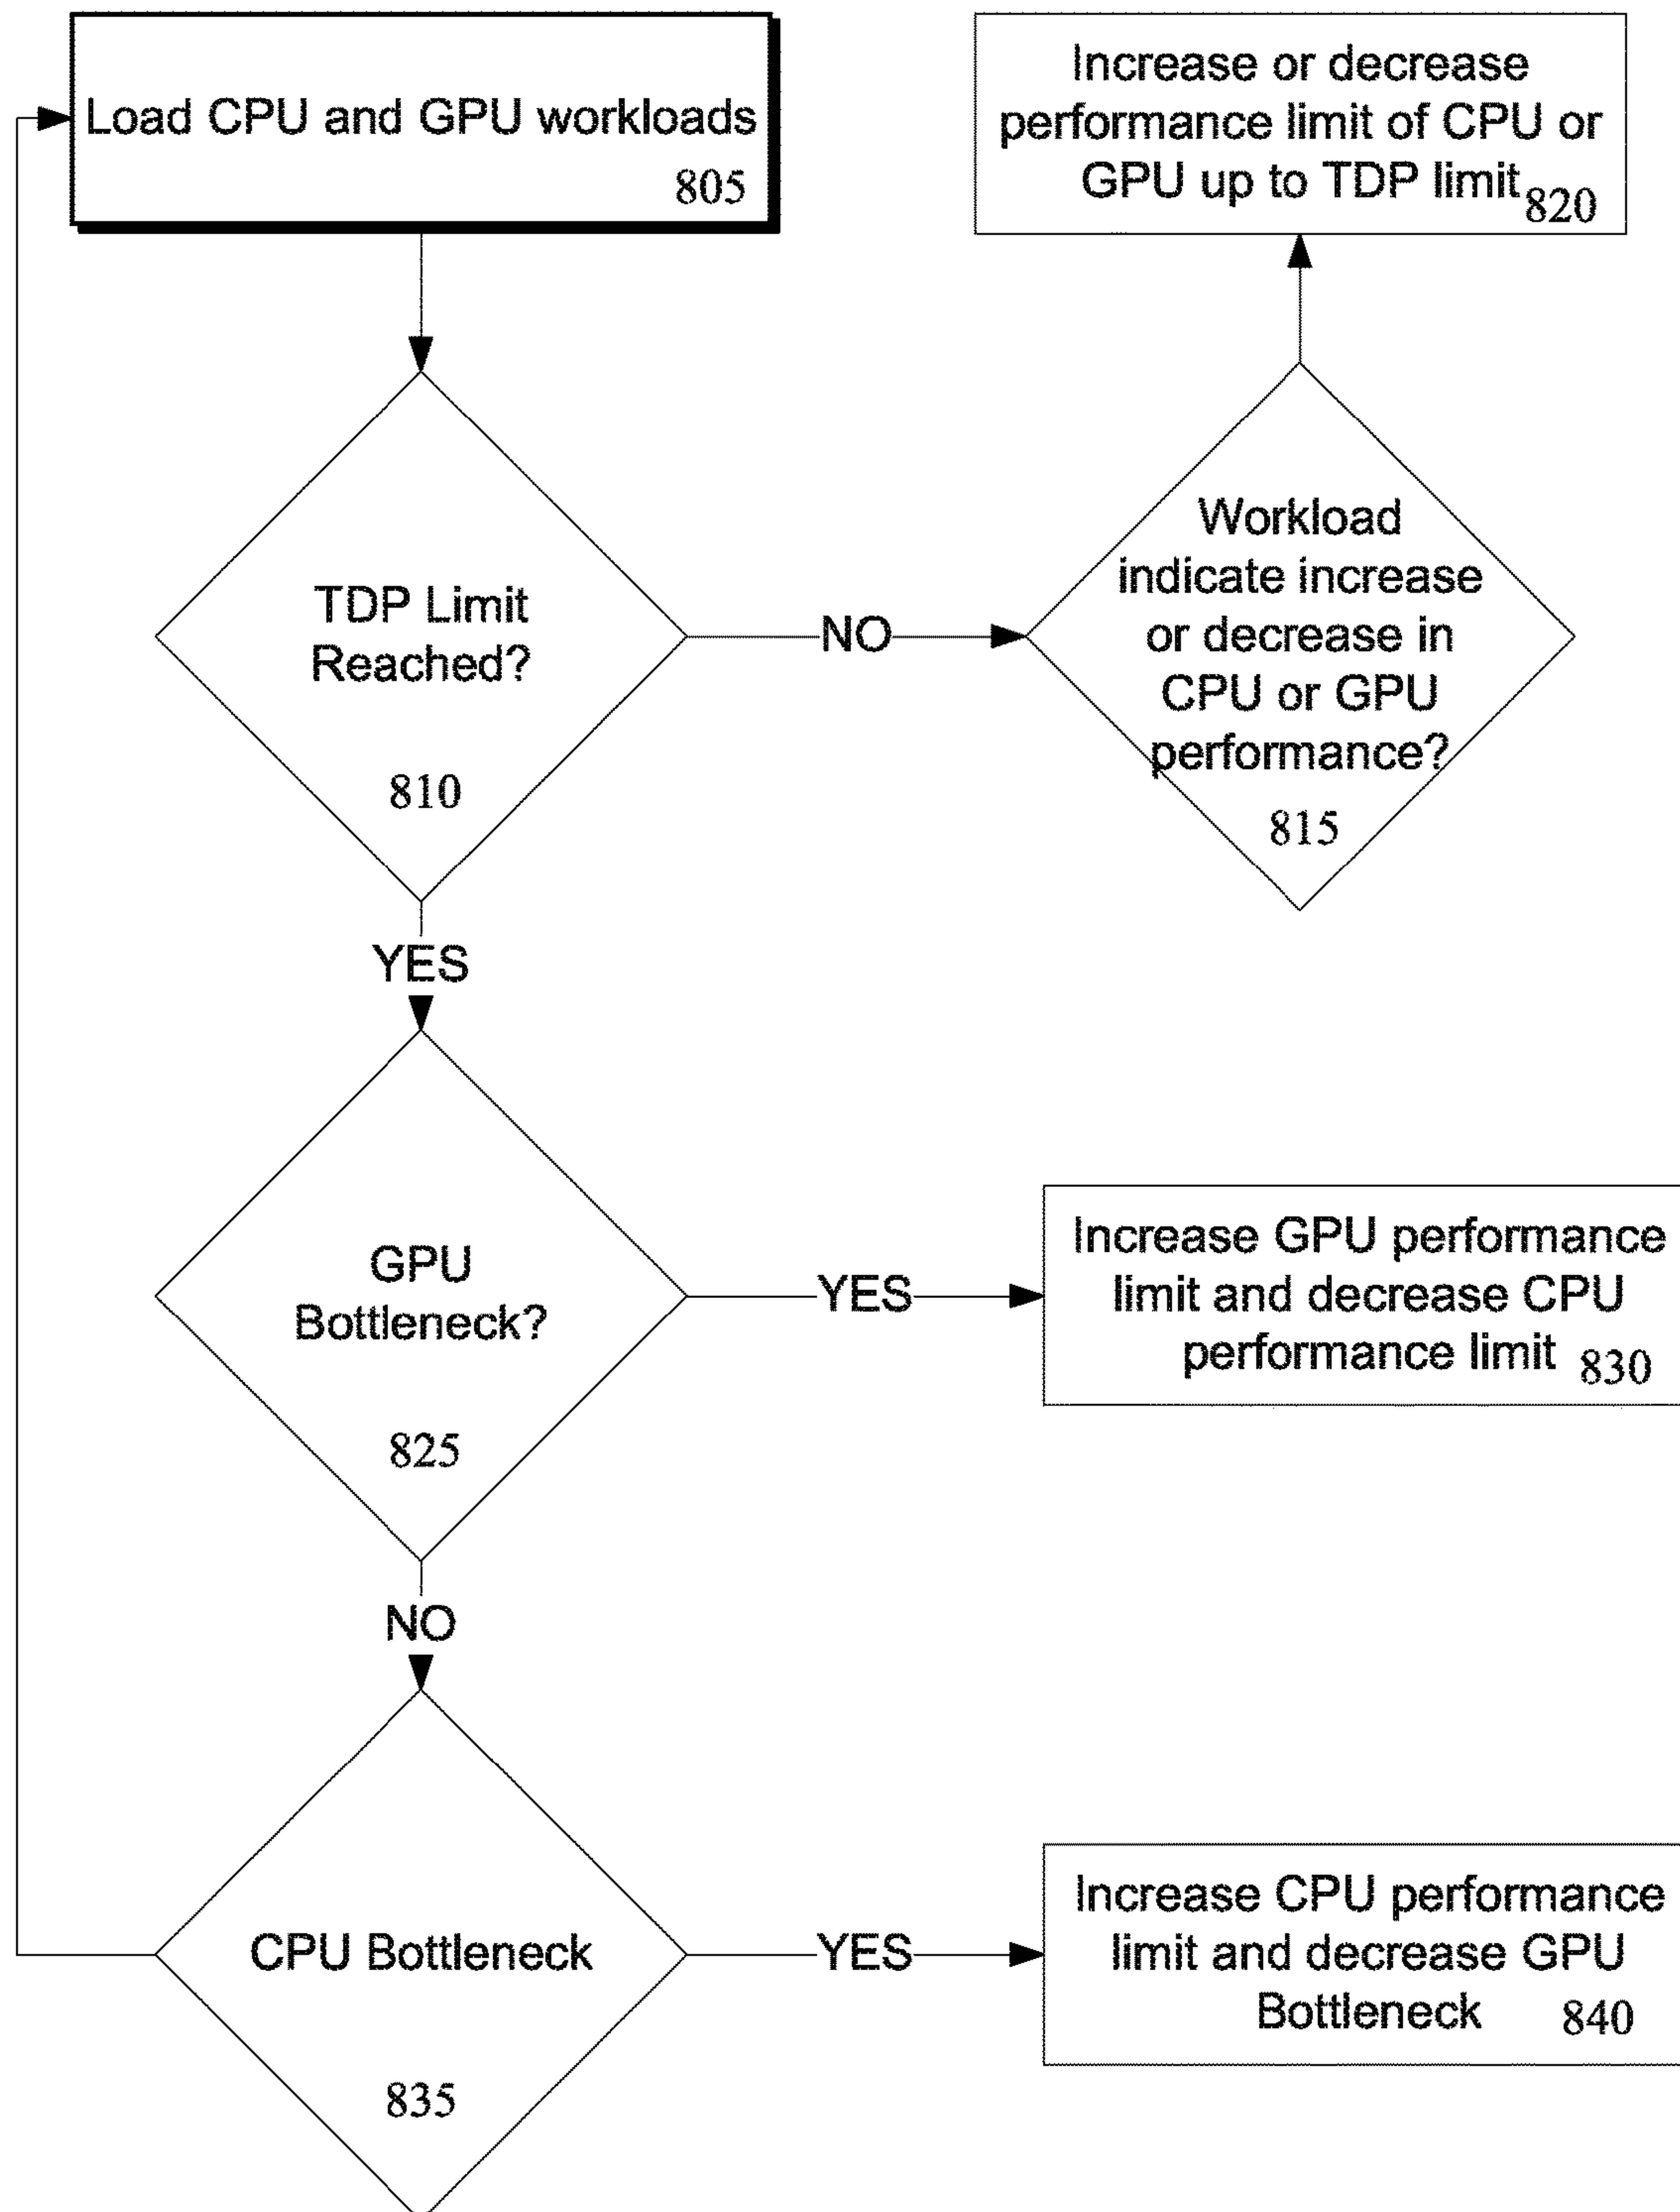 Load CPU and GPU workloads
805
Increase or decrease
performance limit of CPU or
GPU up to TDP limit
820
TDP Limit
Reached?
810
NO
Workload
indicate increase
or decrease in
CPU or GPU
performance?
815
YES
GPU
Bottleneck?
825
YES
Increase GPU performance
limit and decrease CPU
performance limit
830
NO
CPU Bottleneck
835
YES
Increase CPU performance
limit and decrease GPU
Bottleneck
840